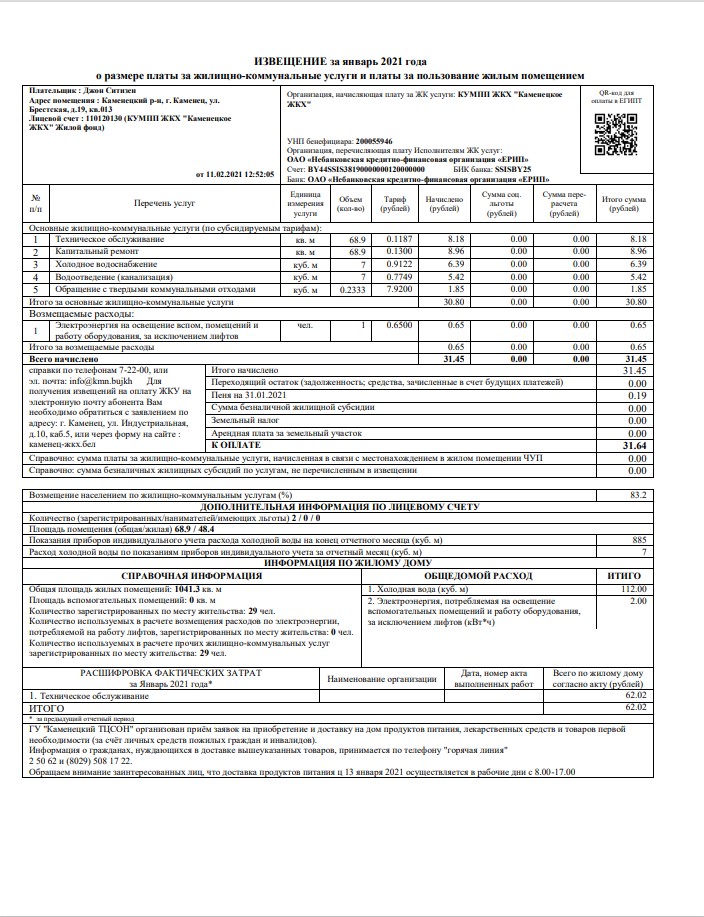 ИЗВЕЩЕНИЕ за январь 2021 года
о размере платы за жилищно-коммунальные услуги и платы за пользование жилым помещением
Плательщик : Джон Ситизен
Адрес помещения : Каменецкий р-н, г. Каменец, ул.
Брестская, д.19, кв.013
Лицевой счет : 110120130 (КУМПП ЖКХ "Каменецкое
ЖКХ" Жилой фонд)
от 11.02.2021 12:52:05
Организация, начисляющая плату за ЖК услуги: КУМПП ЖКХ "Каменецкое
ЖКХ"
УНП бенефициара: 200055946
Организация, перечисляющая плату Исполнителям ЖК услуг:
ОАО «Небанковская кредитно-финансовая организация «ЕРИП»
Счет: BY44SSIS38190000000120000000 БИК банка: SSISBY25
Банк: ОАО «Небанковская кредитно-финансовая организация «ЕРИП»
QR-код для
оплаты в ЕГИПТ
№ п/п Перечень услуг Единица измерения услуги Объем (кол-во) Тариф (рублей) Начислено (рублей) Сумма соц. льготы (рублей) Сумма пере-расчета (рублей) Итого сумма (рублей)
Основные жилищно-коммунальные услуги (по субсидируемым тарифам):
1 Техническое обслуживание кв. м 68.9 0.1187 8.18 0.00 0.00 8.18
2 Капитальный ремонт кв. м 68.9 0.1300 8.96 0.00 0.00 8.96
3 Холодное водоснабжение куб. м 7 0.9122 6.39 0.00 0.00 6.39
4 Водоотведение (канализация) куб. м 7 0.7749 5.42 0.00 0.00 5.42
5 Обращение с твердыми коммунальными отходами куб. м 0.2333 7.9200 1.85 0.00 0.00 1.85
Итого за основные жилищно-коммунальные услуги 30.80 0.00 0.00 30.80
Возмещаемые расходы:
1 Электроэнергия на освещение вспом, помещений и чел. 1 0.6500 0.65 0.00 0.00 0.65
работу оборудования, за исключением лифтов
Итого за возмещаемые расходы 0.65 0.00 0.00 0.65
Всего начислено 31.45 0.00 0.00 31.45
справки по телефонам 7-22-00, или
эл. почта: info@kmn.bujkh Для
получения извещений на оплату ЖКУ на
электронную почту абонента Вам
необходимо обратиться с заявлением по
адресу: г. Каменец, ул. Индустриальная,
д.10, каб.5, или через форму на сайте :
каменец-жкх.бел
Итого начислено 31.45
Переходящий остаток (задолженность; средства, зачисленные в счет будущих платежей) 0.00
Пеня на 31.01.2021 0.19
Сумма безналичной жилищной субсидии 0.00
Земельный налог 0.00
Арендная плата за земельный участок 0.00
К ОПЛАТЕ 31.64
Справочно: сумма платы за жилищно-коммунальные услуги, начисленная в связи с местонахождением в жилом помещении ЧУП 0.00
Справочно: сумма безналичных жилищных субсидий по услугам, не перечисленным в извещении 0.00
Возмещение населением по жилищно-коммунальным услугам (%) 83.2
ДОПОЛНИТЕЛЬНАЯ ИНФОРМАЦИЯ ПО ЛИЦЕВОМУ СЧЕТУ
Количество (зарегистрированных/нанимателей/имеющих льготы) 2 / 0 / 0
Площадь помещения (общая/жилая) 68.9 / 48.4
Показания приборов индивидуального учета расхода холодной воды на конец отчетного месяца (куб. м) 885
Расход холодной воды по показаниям приборов индивидуального учета за отчетный месяц (куб. м) 7
ИНФОРМАЦИЯ ПО ЖИЛОМУ ДОМУ
СПРАВОЧНАЯ ИНФОРМАЦИЯ
Общая площадь жилых помещений: 1041.3 кв. м
Площадь вспомогательных помещений: 0 кв. м
Количество зарегистрированных по месту жительства: 29 чел.
Количество используемых в расчете возмещения расходов по электроэнергии,
потребляемой на работу лифтов, зарегистрированных по месту жительства: 0 чел.
Количество используемых в расчете прочих жилищно-коммунальных услуг
зарегистрированных по месту жительства: 29 чел.
ОБЩЕДОМОЙ РАСХОД ИТОГО
1. Холодная вода (куб. м) 112.00
2. Электроэнергия, потребляемая на освещение 2.00
вспомогательных помещений и работу оборудования,
за исключением лифтов (кВт*ч)
РАСШИФРОВКА ФАКТИЧЕСКИХ ЗАТРАТ
за Январь 2021 года*
Наименование организации
Дата, номер акта
выполненных работ
Всего по жилому дому
согласно акту (рублей)
1. Техническое обслуживание 62.02
ИТОГО 62.02
* за предыдущий отчетный период
ГУ "Каменецкий ТЦСОН" организован приём заявок на приобретение и доставку на дом продуктов питания, лекарственных средств и товаров первой
необходимости (за счёт личных средств пожилых граждан и инвалидов).
Информация о гражданах, нуждающихся в доставке вышеуказанных товаров, принимается по телефону "горячая линия"
2 50 62 и (8029) 508 17 22.
Обращаем внимание заинтересованных лиц, что доставка продуктов питания ц 13 января 2021 осуществляется в рабочие дни с 8.00-17.00